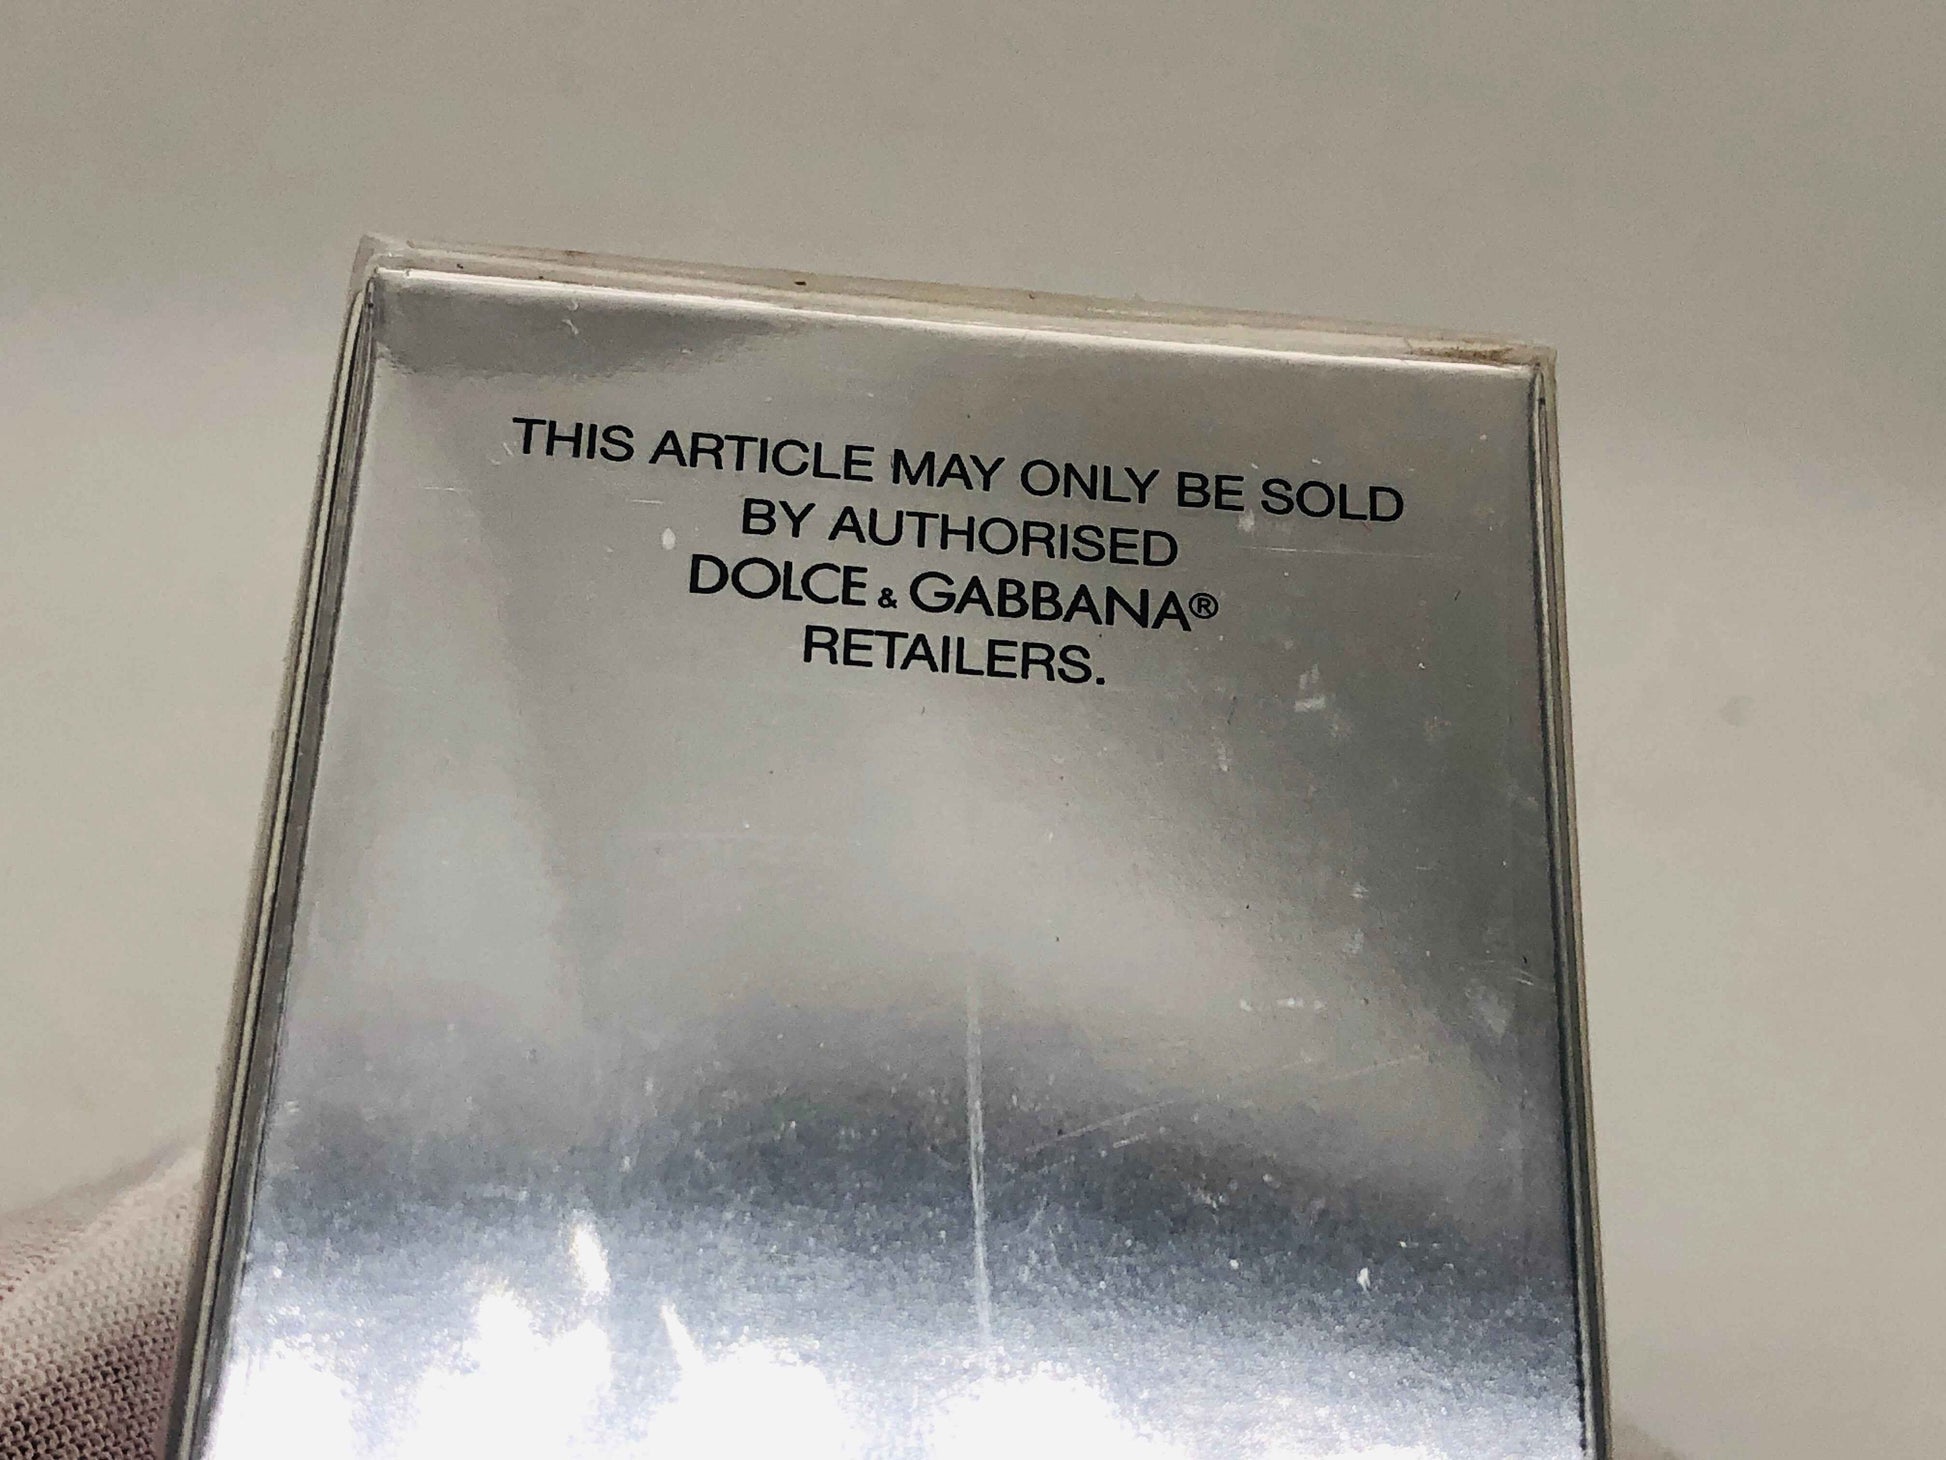 THIS ARTICLE MAY ONLY BE SOLD
BY AUTHORISED
DOLCE & GABBANA®
RETAILERS.